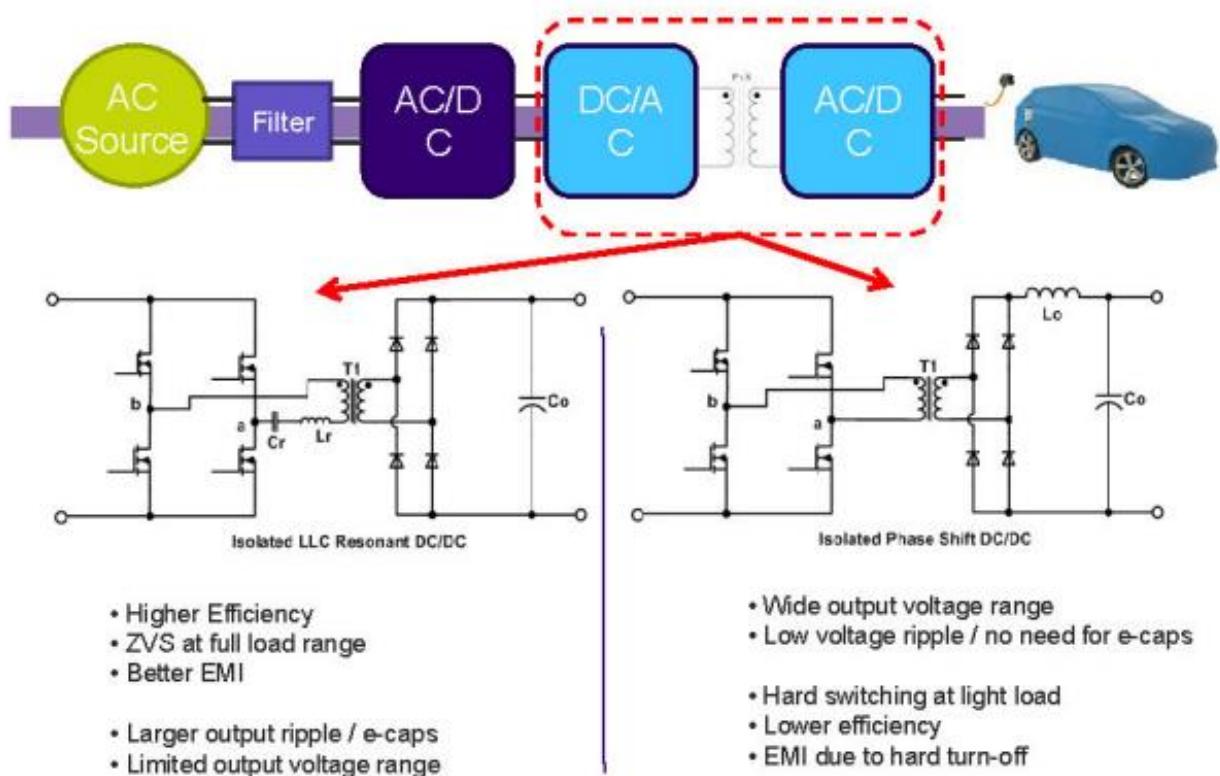 AC
Source
Filter
AC/D
C
DC/A
C
AC/D
C
b
a
Cr
Lr
T1
Co
Isolated LLC Resonant DC/DC
b
a
T1
Lo
Co
Isolated Phase Shift DC/DC
• Higher Efficiency
• ZVS at full load range
• Better EMI
• Larger output ripple / e-caps
• Limited output voltage range
• Wide output voltage range
• Low voltage ripple / no need for e-caps
• Hard switching at light load
• Lower efficiency
• EMI due to hard turn-off